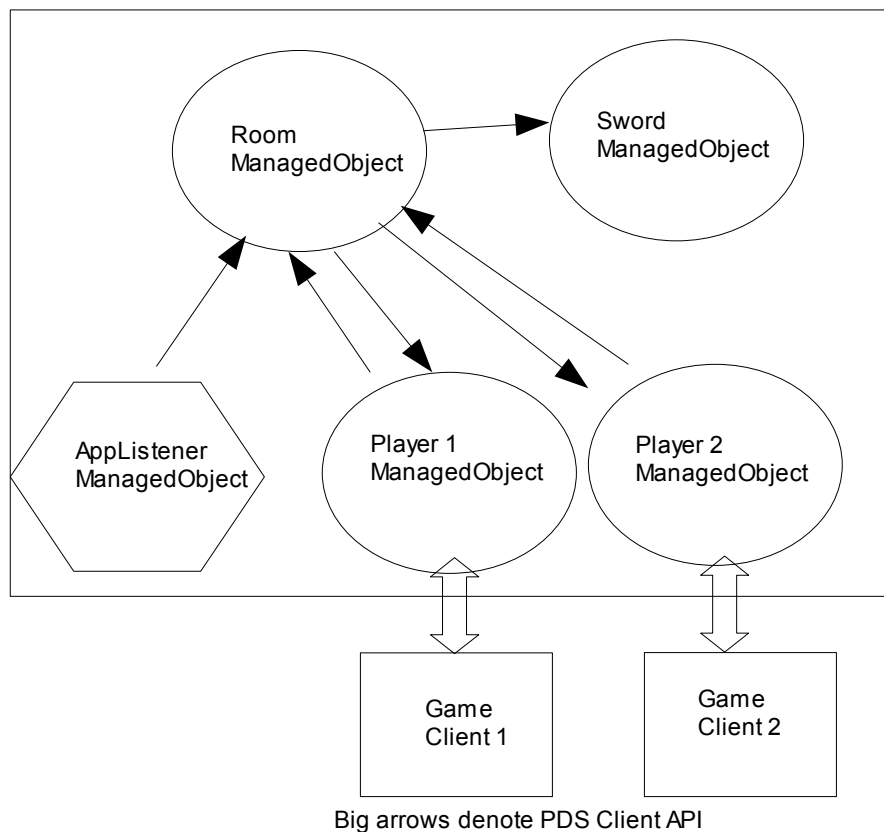 Room
ManagedObject
Sword
ManagedObject
AppListener
ManagedObject
Player 1
ManagedObject
Player 2
ManagedObject
Game
Client 1
Game
Client 2
Big arrows denote PDS Client API